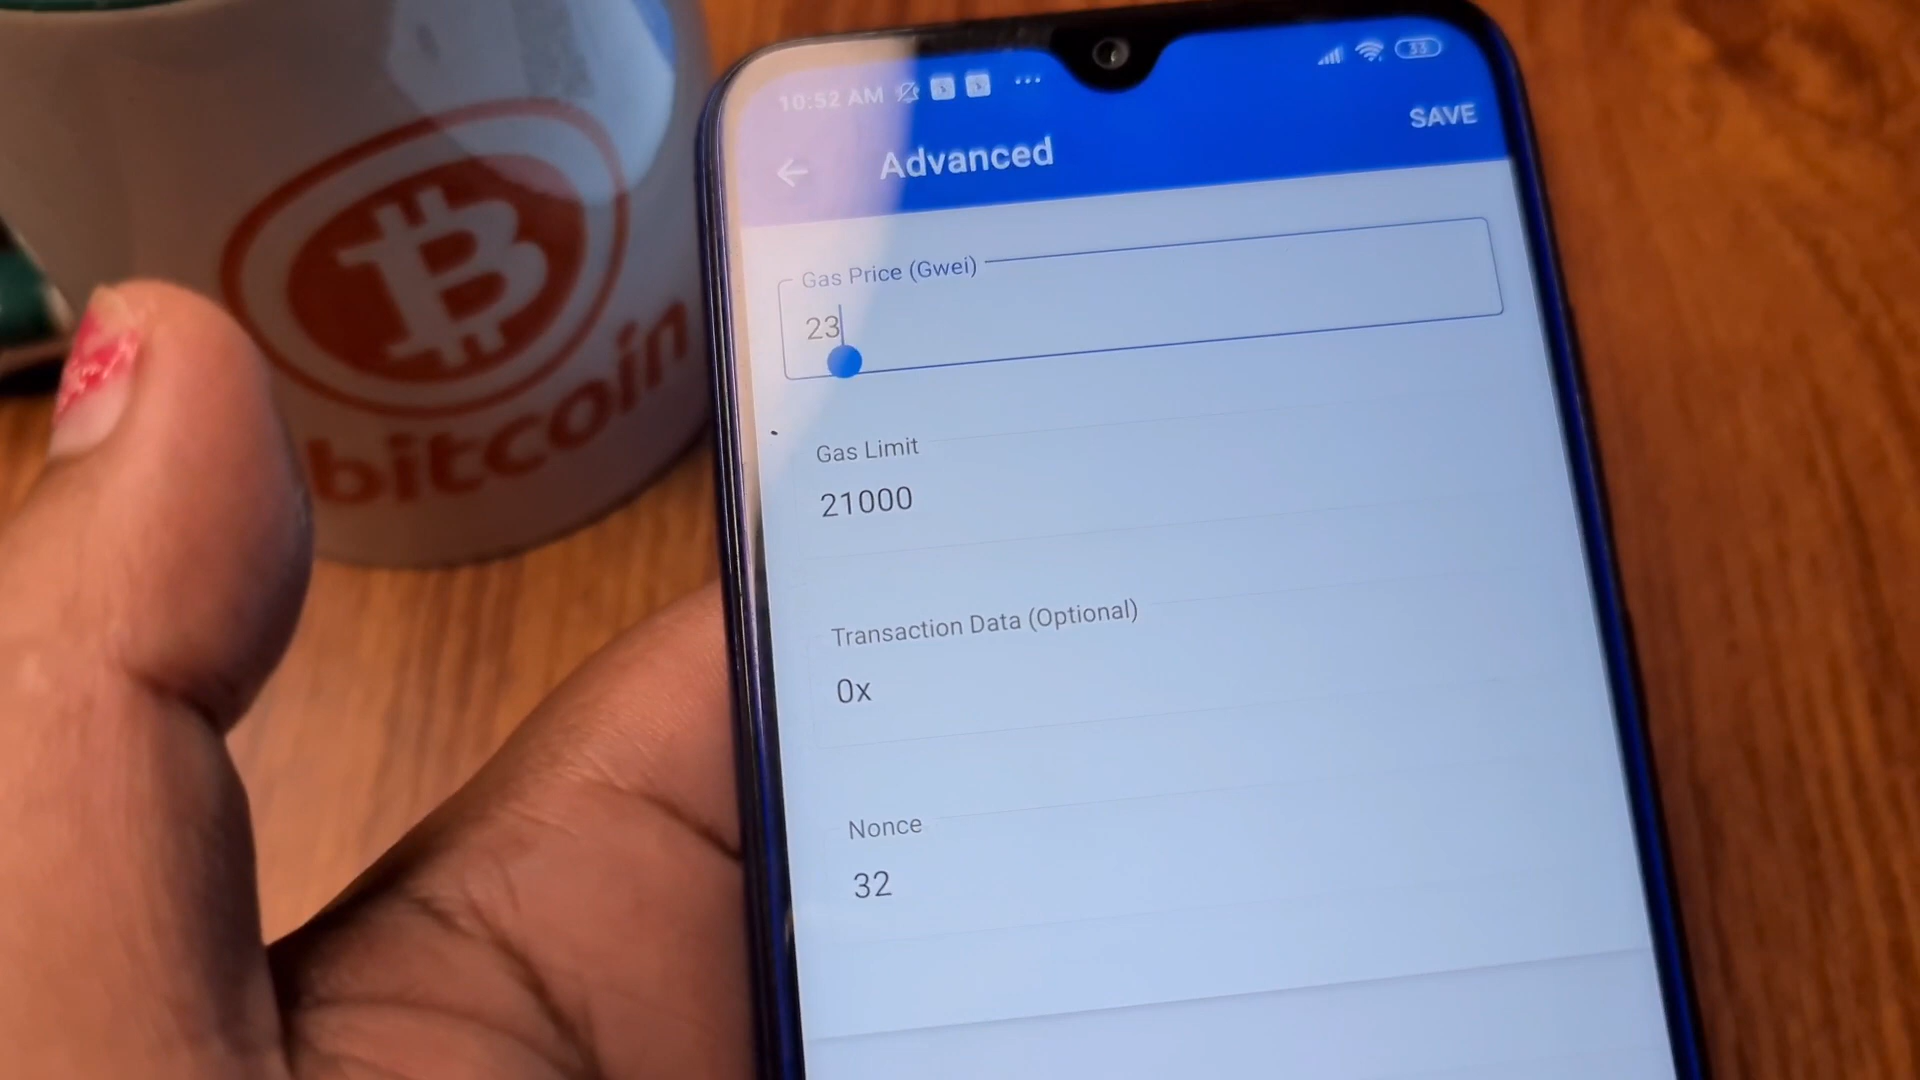 bitcoin
10:52 AM
33
Advanced
SAVE
Gas Price (Gwei)
23
Gas Limit
21000
Transaction Data (Optional)
0x
Nonce
32